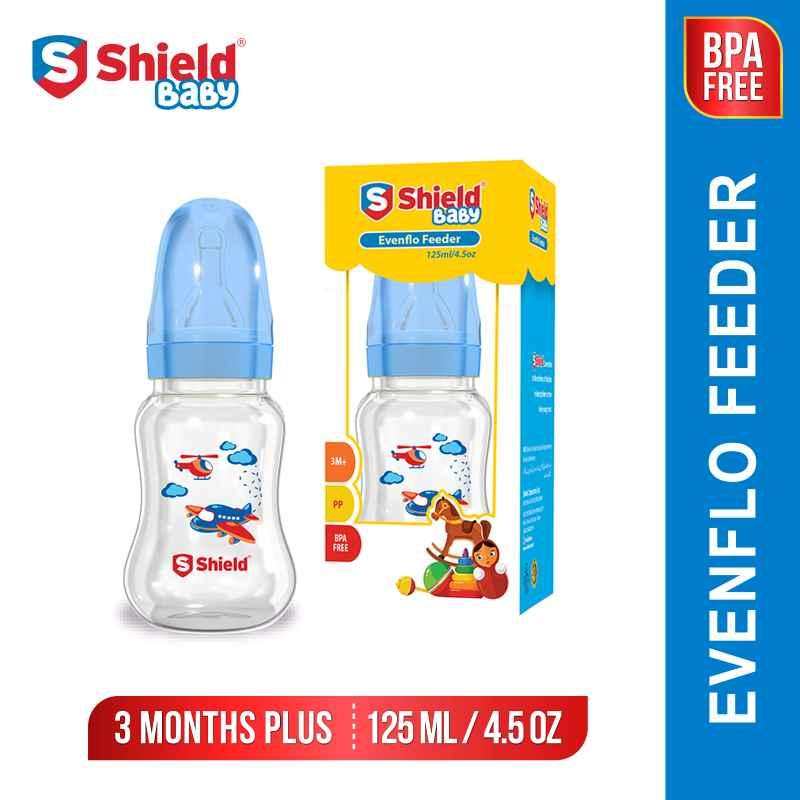 S Shield®
BABY
BPA
FREE
S Shield®
BABY
Evenflo Feeder
125ml/4.5oz
3M+
PP
BPA
FREE
S Shield
3 MONTHS PLUS
125 ML / 4.5 OZ
EVENFLO FEEDER